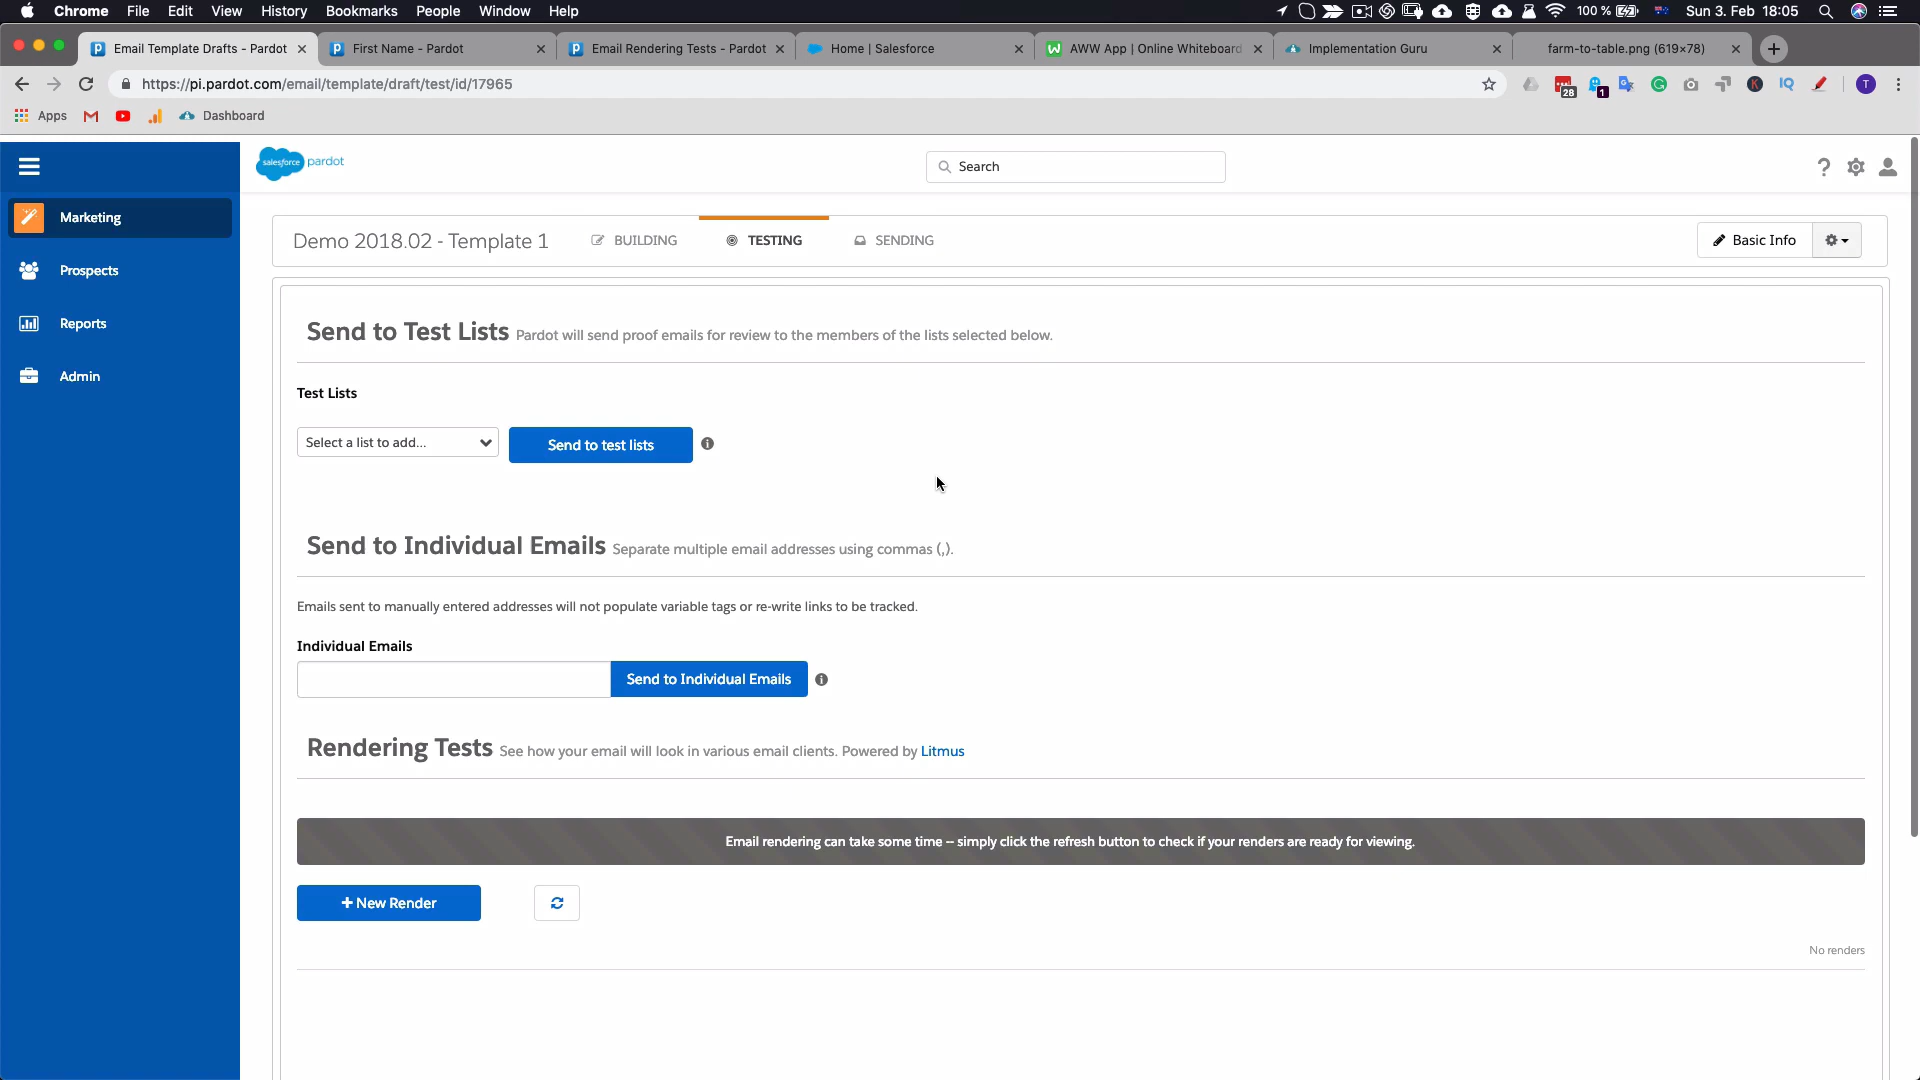 Chrome File Edit View History Bookmarks People Window Help 100 % Sun 3. Feb 18:05
Email Template Drafts - Pardot First Name - Pardot Email Rendering Tests - Pardot Home | Salesforce AWW App | Online Whiteboard Implementation Guru farm-to-table.png (619×78)
https://pi.pardot.com/email/template/draft/test/id/17965 28 1 K IQ T
Apps Dashboard
salesforce pardot
Search
Marketing
Prospects
Reports
Admin
Demo 2018.02 - Template 1 BUILDING TESTING SENDING Basic Info
Send to Test Lists Pardot will send proof emails for review to the members of the lists selected below.
Test Lists
Select a list to add... Send to test lists
Send to Individual Emails Separate multiple email addresses using commas (,).
Emails sent to manually entered addresses will not populate variable tags or re-write links to be tracked.
Individual Emails
Send to Individual Emails
Rendering Tests See how your email will look in various email clients. Powered by Litmus
Email rendering can take some time -- simply click the refresh button to check if your renders are ready for viewing.
+ New Render
No renders